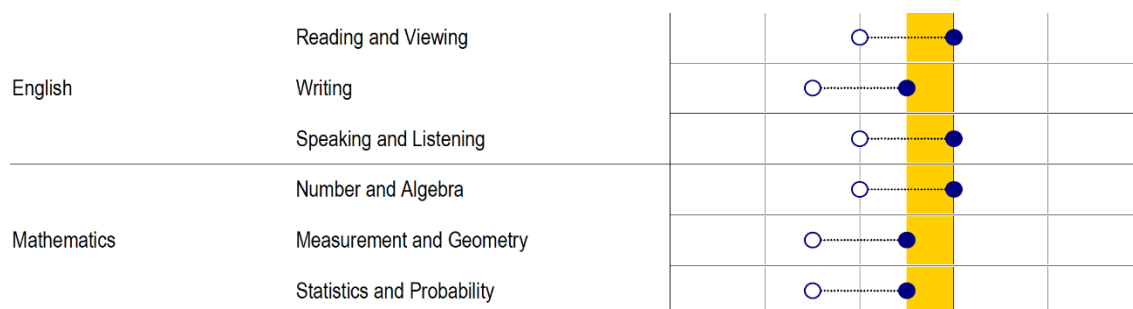 Reading and Viewing
English
Writing
Speaking and Listening
Number and Algebra
Mathematics
Measurement and Geometry
Statistics and Probability